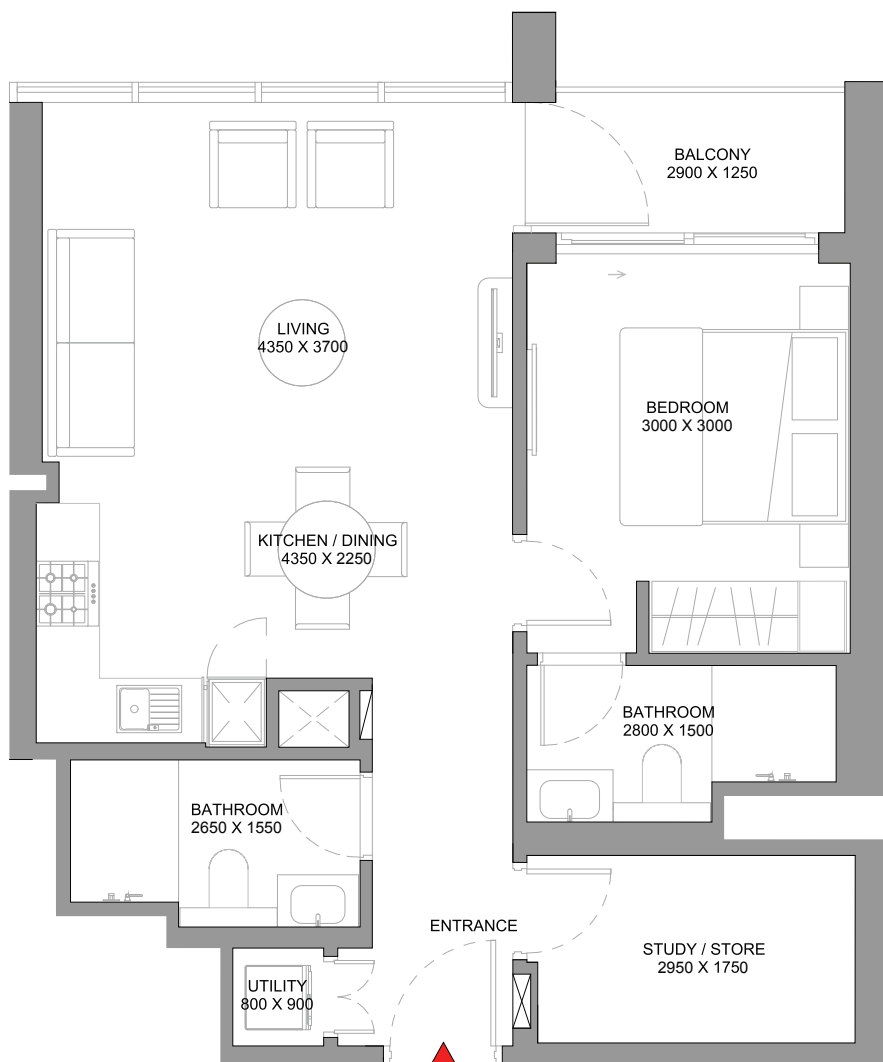 BALCONY
2900 X 1250
LIVING
4350 X 3700
BEDROOM
3000 X 3000
KITCHEN / DINING
4350 X 2250
BATHROOM
2800 X 1500
BATHROOM
2650 X 1550
ENTRANCE
STUDY / STORE
2950 X 1750
UTILITY
800 X 900